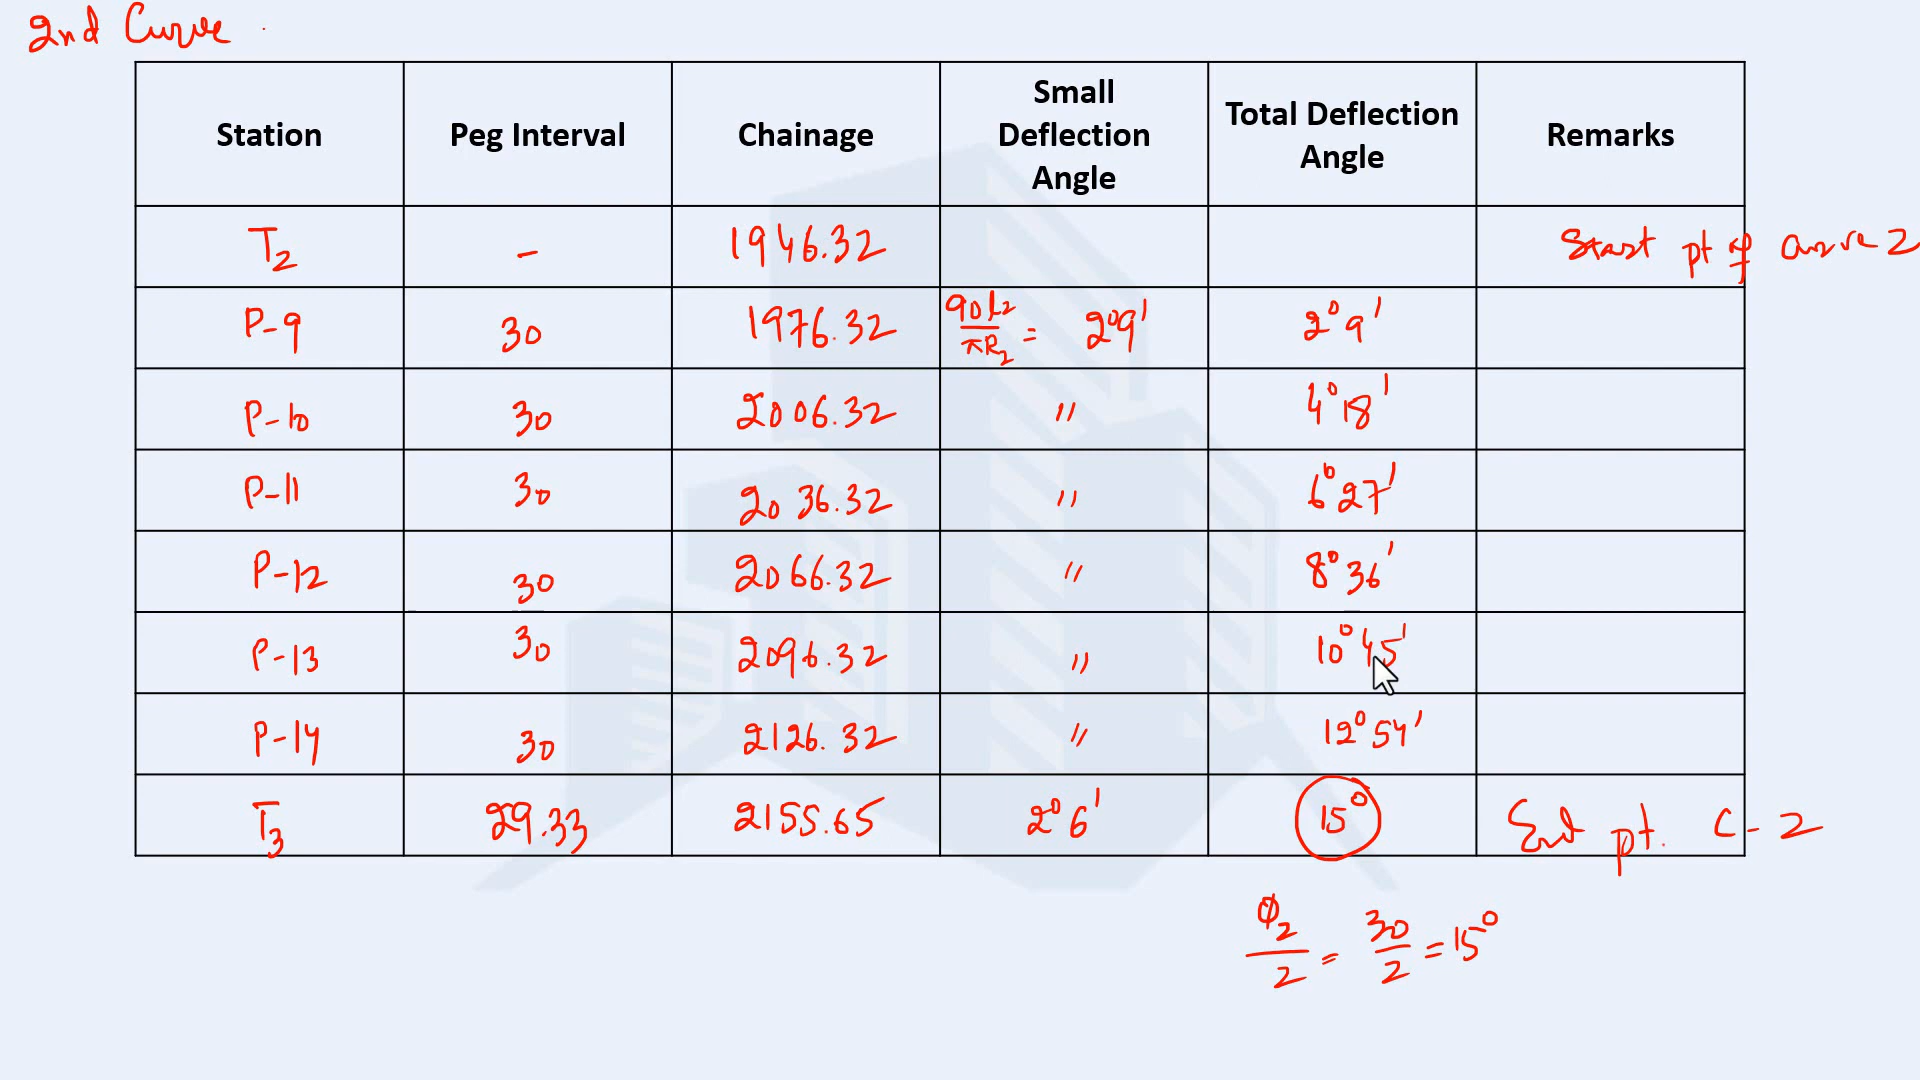 2nd Curve
Station Peg Interval Chainage Small Deflection Angle Total Deflection Angle Remarks
T2 - 1946.32 Start pt of curve 2
P-9 30 1976.32 90l2/πR2 = 2°9' 2°9'
P-10 30 2006.32 " 4°18'
P-11 30 2036.32 " 6°27'
P-12 30 2066.32 " 8°36'
P-13 30 2096.32 " 10°45'
P-14 30 2126.32 " 12°54'
T3 29.33 2155.65 2°6' 15° End pt. C-2
Φ2/2 = 30/2 = 15°